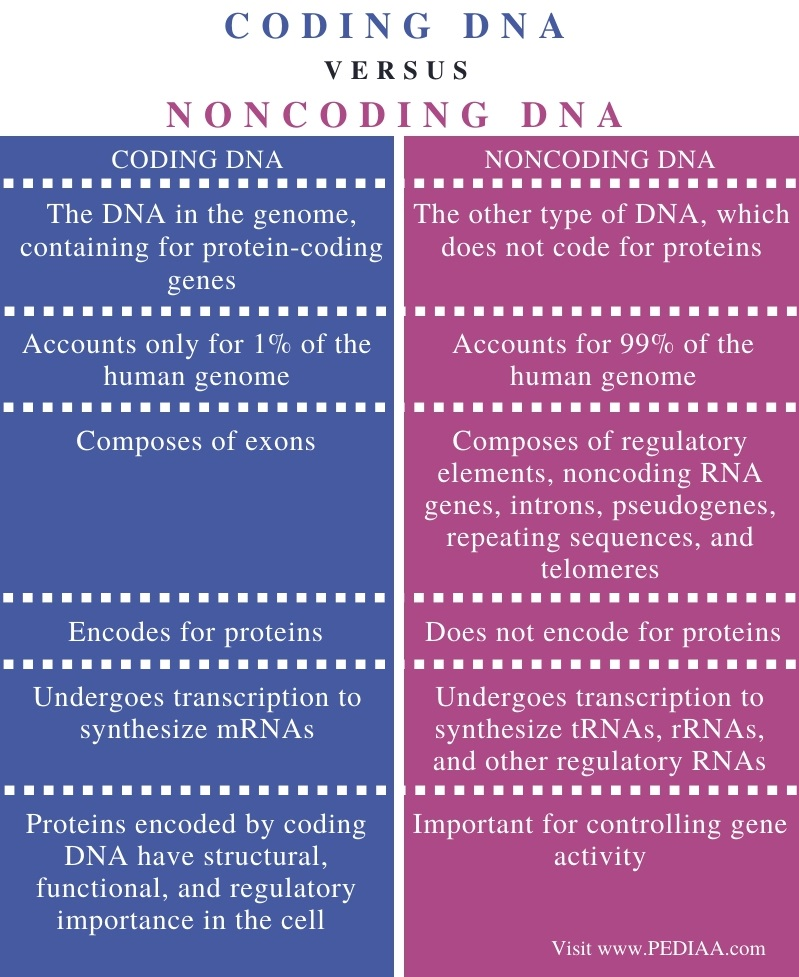 CODING DNA
VERSUS
NONCODING DNA
CODING DNA
The DNA in the genome,
containing for protein-coding
genes
Accounts only for 1% of the
human genome
Composes of exons
Encodes for proteins
Undergoes transcription to
synthesize mRNAs
Proteins encoded by coding
DNA have structural,
functional, and regulatory
importance in the cell
NONCODING DNA
The other type of DNA, which
does not code for proteins
Accounts for 99% of the
human genome
Composes of regulatory
elements, noncoding RNA
genes, introns, pseudogenes,
repeating sequences, and
telomeres
Does not encode for proteins
Undergoes transcription to
synthesize tRNAs, rRNAs,
and other regulatory RNAs
Important for controlling gene
activity
Visit www.PEDIAA.com